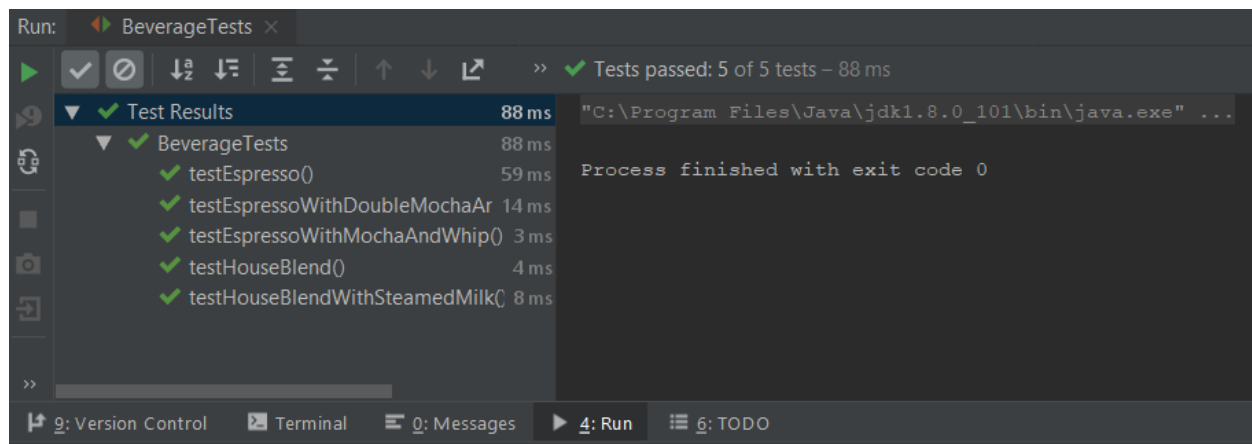 Run: BeverageTests
Tests passed: 5 of 5 tests – 88 ms
Test Results 88 ms
BeverageTests 88 ms
testEspresso() 59 ms
testEspressoWithDoubleMochaAr 14 ms
testEspressoWithMochaAndWhip() 3 ms
testHouseBlend() 4 ms
testHouseBlendWithSteamedMilk() 8 ms
"C:\Program Files\Java\jdk1.8.0_101\bin\java.exe" ...
Process finished with exit code 0
9: Version Control Terminal 0: Messages 4: Run 6: TODO